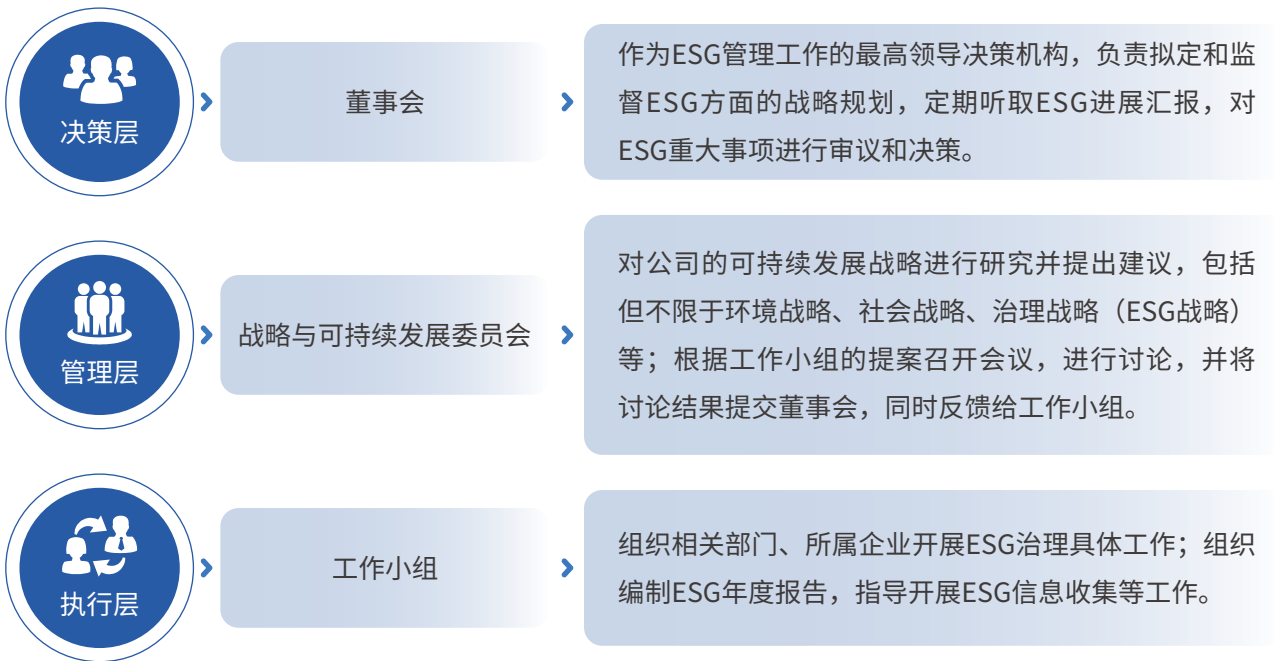 决策层
董事会
作为ESG管理工作的最高领导决策机构，负责拟定和监
督ESG方面的战略规划，定期听取ESG进展汇报，对
ESG重大事项进行审议和决策。
管理层
战略与可持续发展委员会
对公司的可持续发展战略进行研究并提出建议，包括
但不限于环境战略、社会战略、治理战略（ESG战略）
等；根据工作小组的提案召开会议，进行讨论，并将
讨论结果提交董事会，同时反馈给工作小组。
执行层
工作小组
组织相关部门、所属企业开展ESG治理具体工作；组织
编制ESG年度报告，指导开展ESG信息收集等工作。